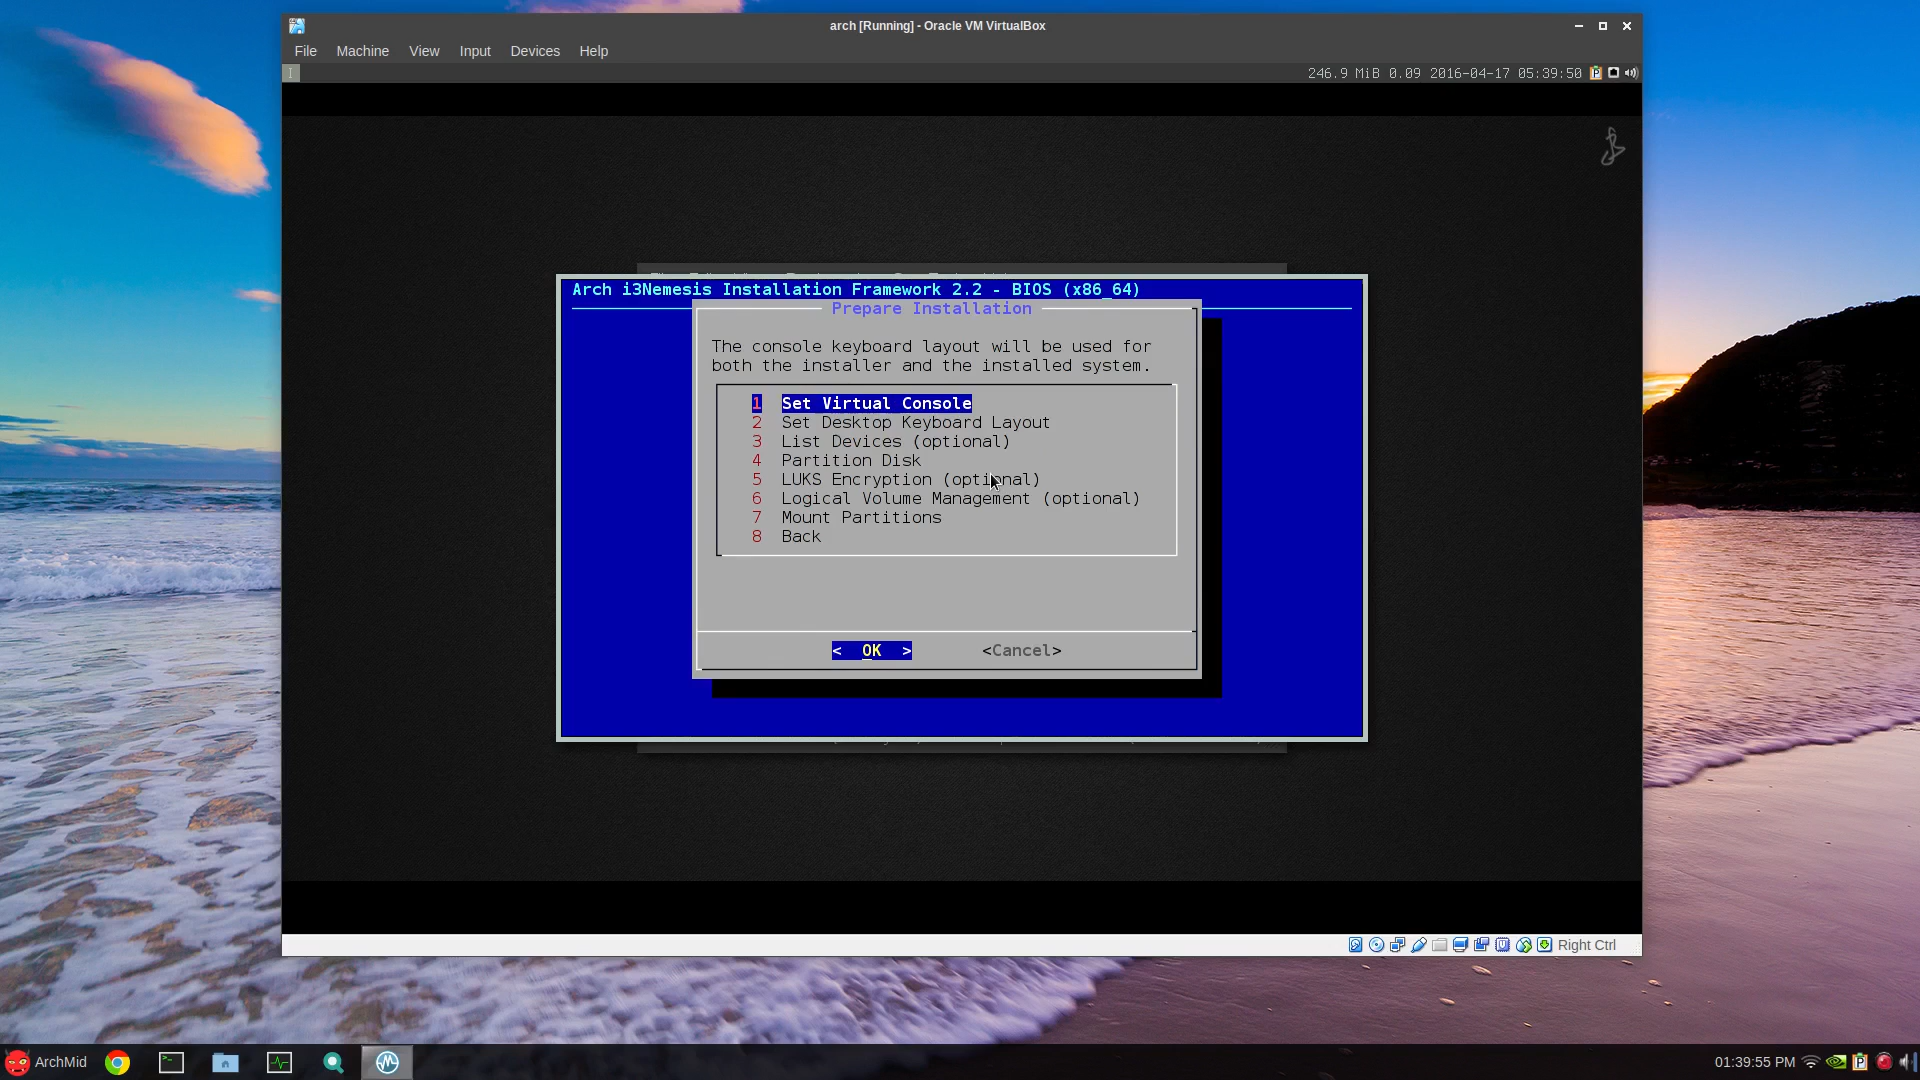 arch [Running] - Oracle VM VirtualBox
File Machine View Input Devices Help
246.9 MiB 0.09 2016-04-17 05:39:50
Arch i3Nemesis Installation Framework 2.2 - BIOS (x86_64)
Prepare Installation
The console keyboard layout will be used for
both the installer and the installed system.
1 Set Virtual Console
2 Set Desktop Keyboard Layout
3 List Devices (optional)
4 Partition Disk
5 LUKS Encryption (optional)
6 Logical Volume Management (optional)
7 Mount Partitions
8 Back
< OK > <Cancel>
Right Ctrl
ArchMid
01:39:55 PM